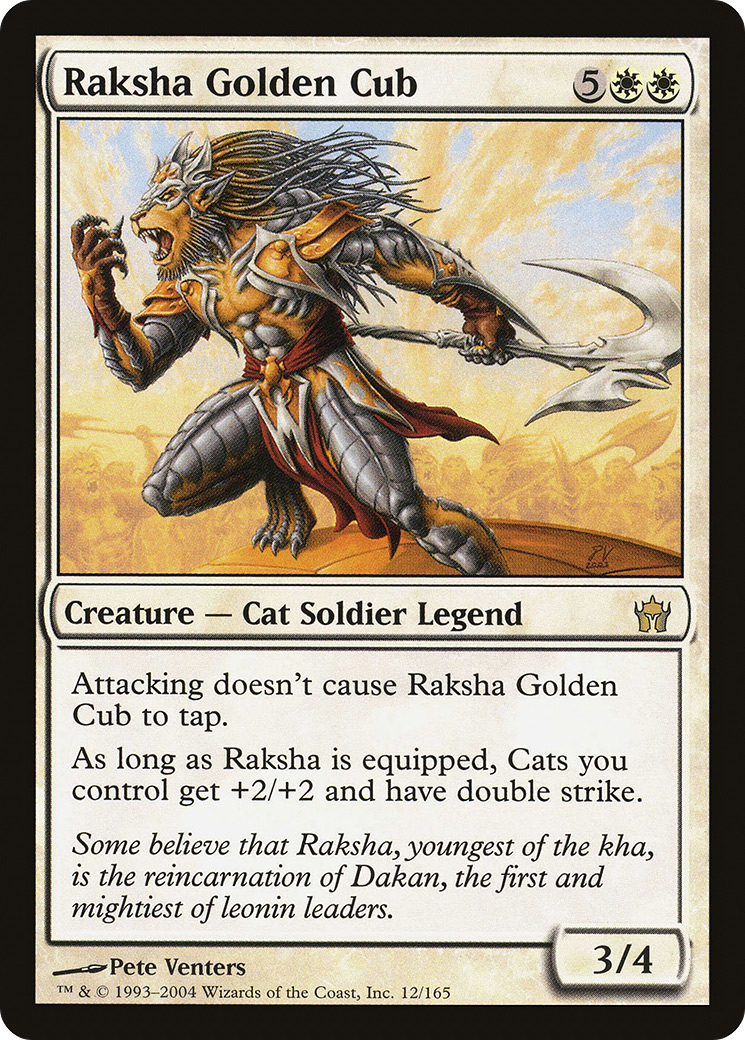 Raksha Golden Cub 5
Creature — Cat Soldier Legend
Attacking doesn't cause Raksha Golden
Cub to tap.
As long as Raksha is equipped, Cats you
control get +2/+2 and have double strike.
Some believe that Raksha, youngest of the kha,
is the reincarnation of Dakan, the first and
mightiest of leonin leaders.
3/4
Pete Venters
™ & © 1993–2004 Wizards of the Coast, Inc. 12/165